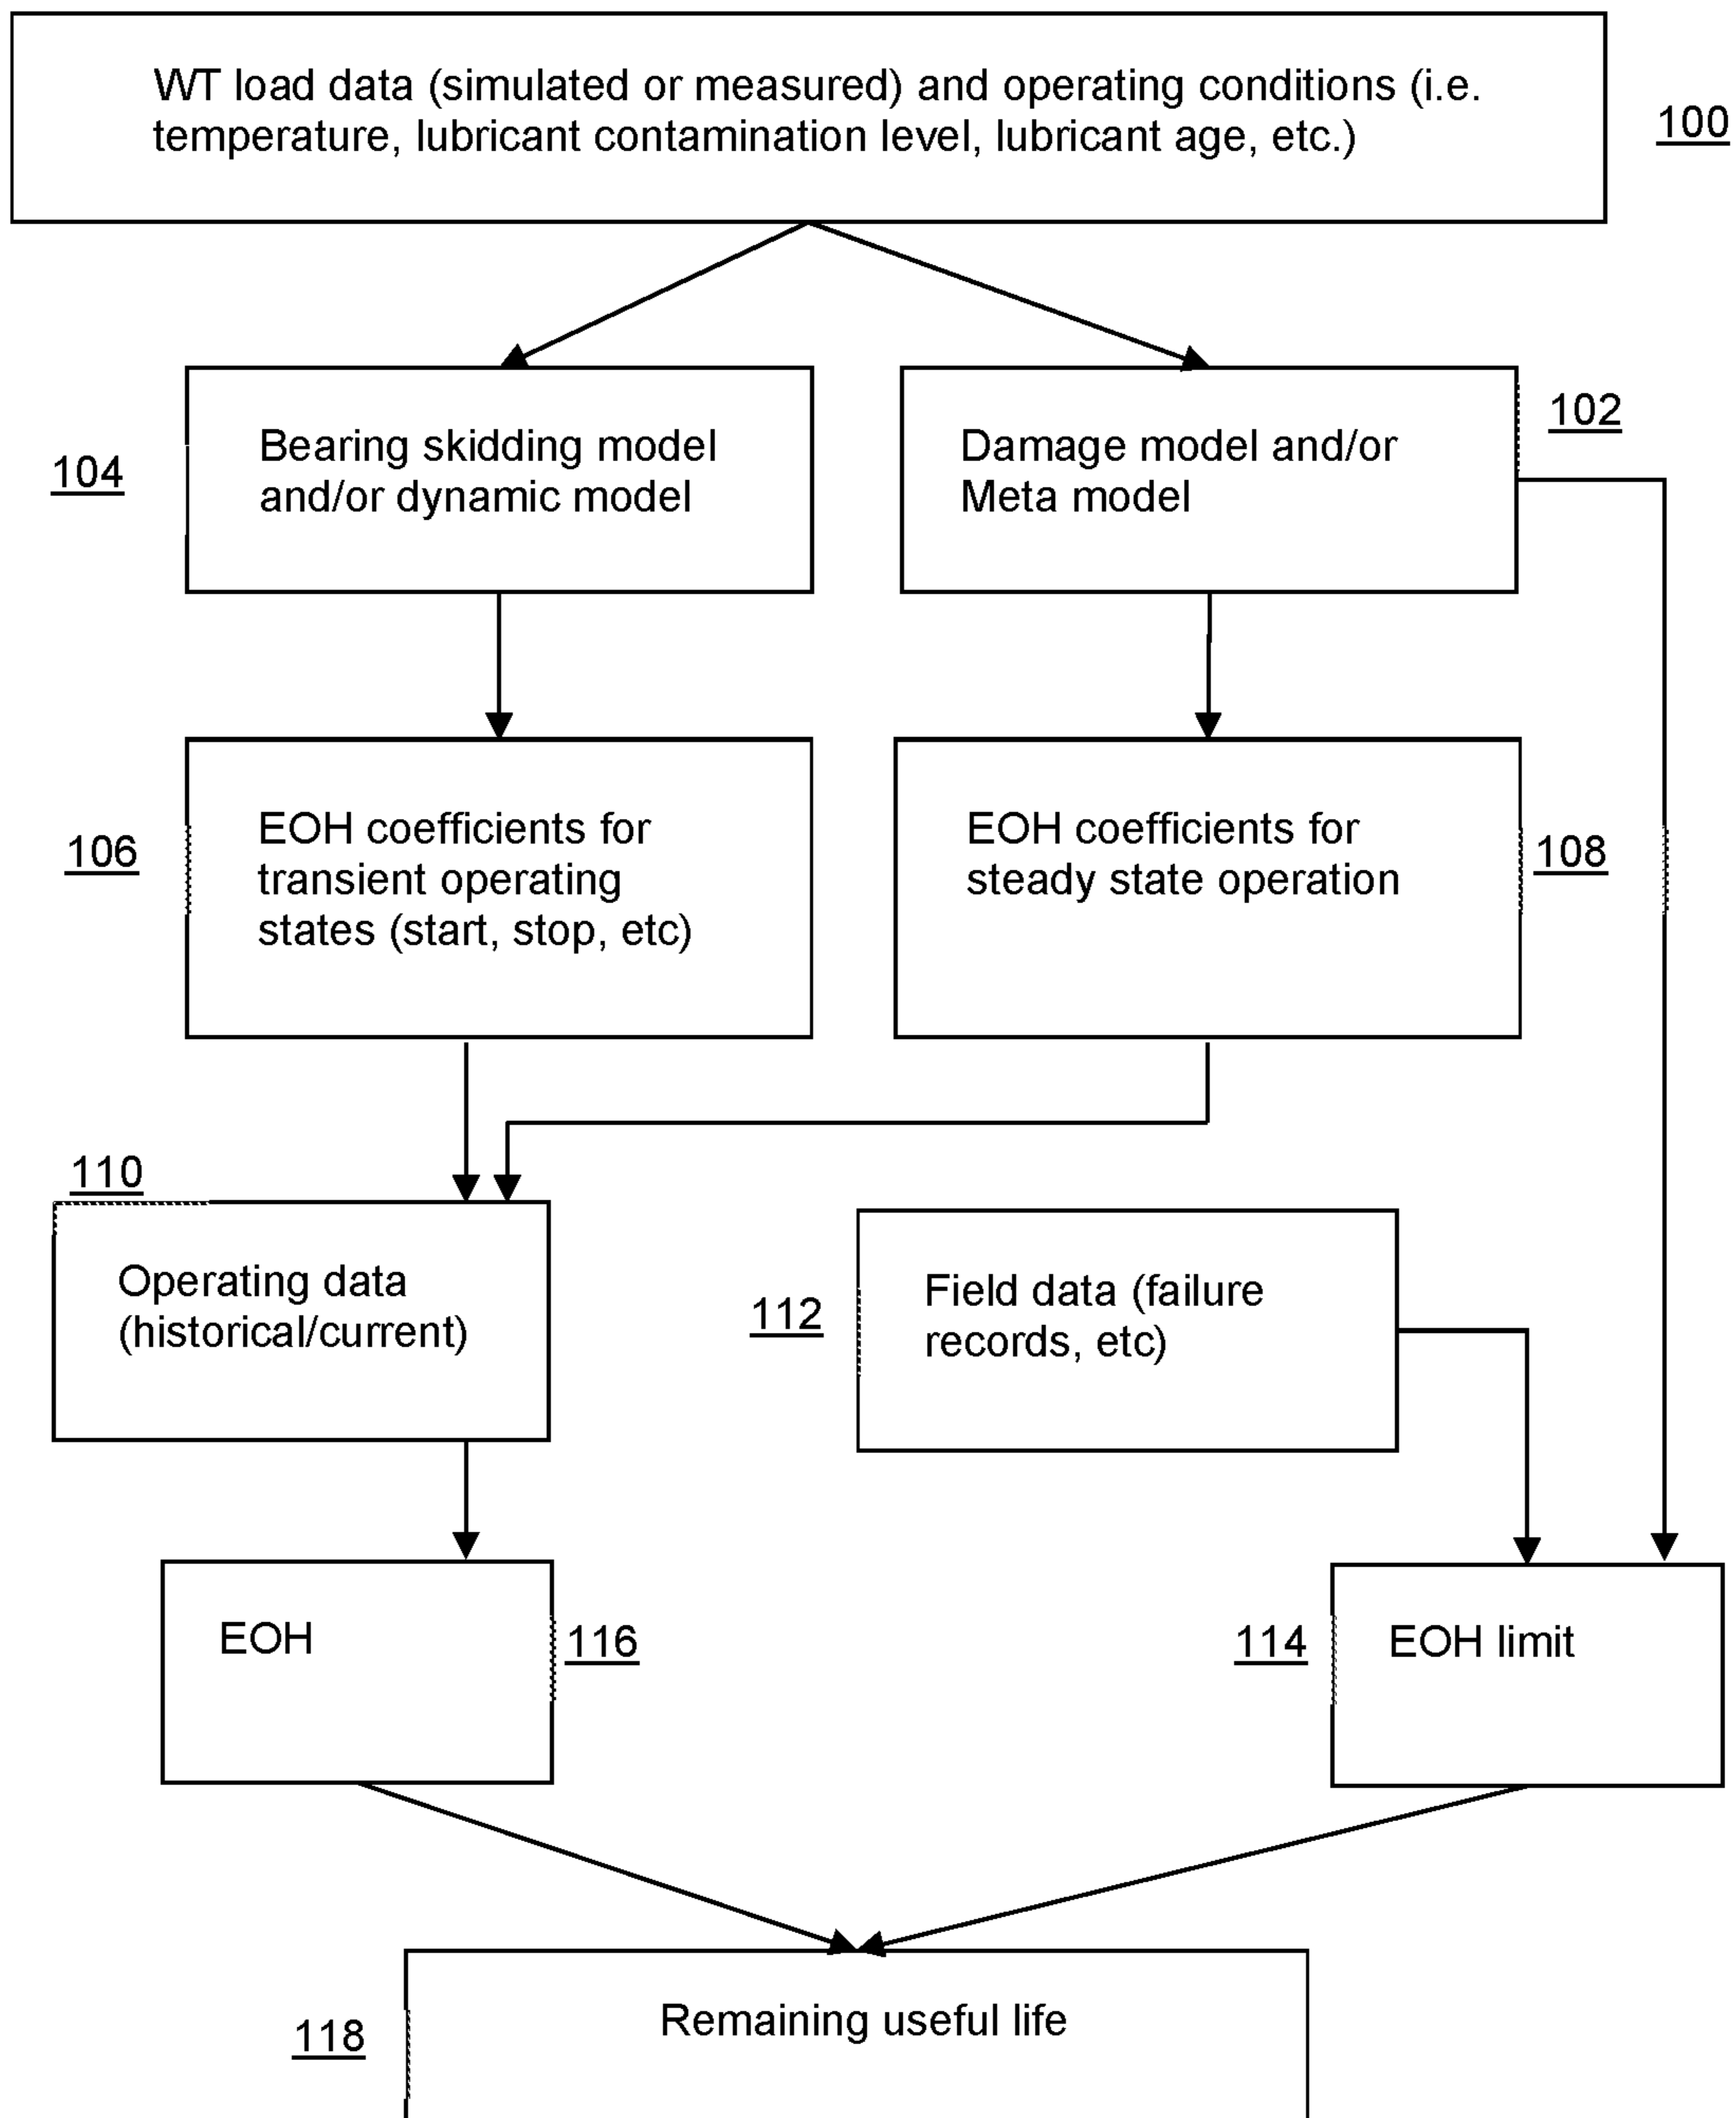 WT load data (simulated or measured) and operating conditions (i.e.
temperature, lubricant contamination level, lubricant age, etc.)
100
104
Bearing skidding model
and/or dynamic model
Damage model and/or
Meta model
102
106
EOH coefficients for
transient operating
states (start, stop, etc)
EOH coefficients for
steady state operation
108
110
Operating data
(historical/current)
112
Field data (failure
records, etc)
EOH
116
114
EOH limit
118
Remaining useful life